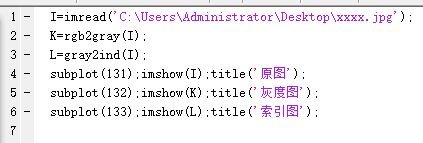 1 - I=imread('C:\Users\Administrator\Desktop\xxxx.jpg');
2 - K=rgb2gray(I);
3 - L=gray2ind(I);
4 - subplot(131);imshow(I);title('原图');
5 - subplot(132);imshow(K);title('灰度图');
6 - subplot(133);imshow(L);title('索引图');
7